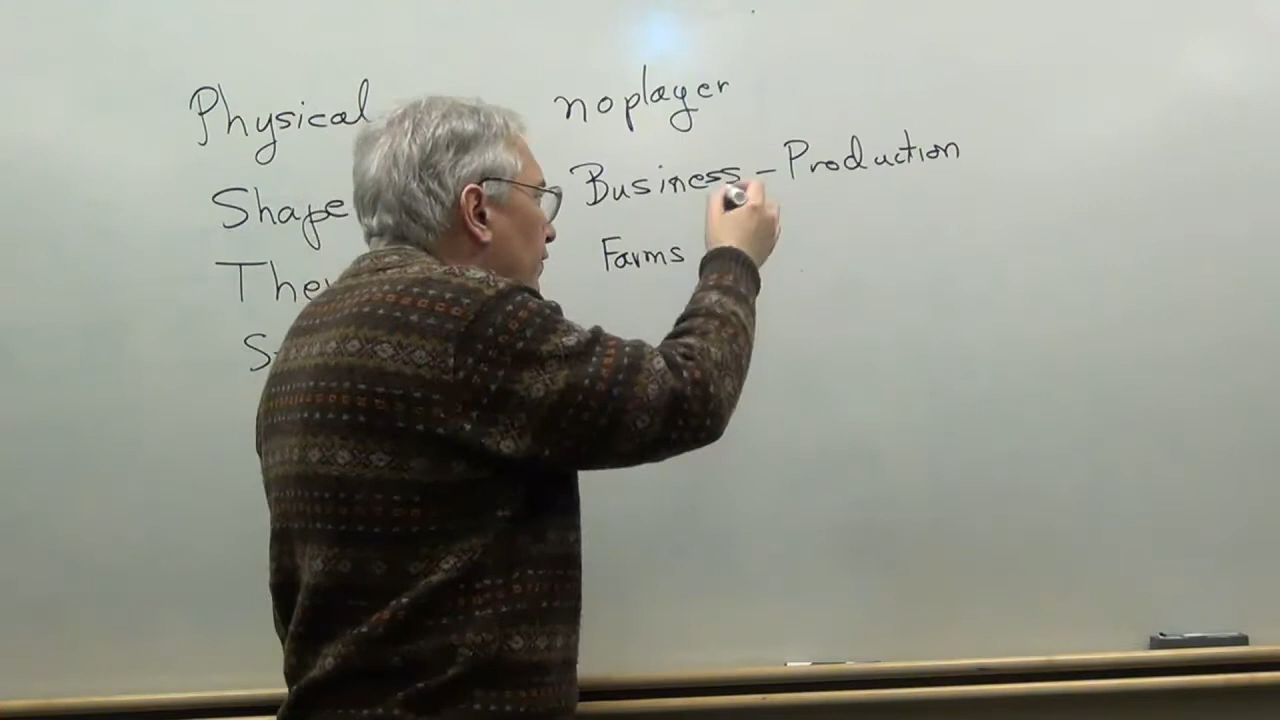 Physical
Shape
noplayer
Business - Production
Farms